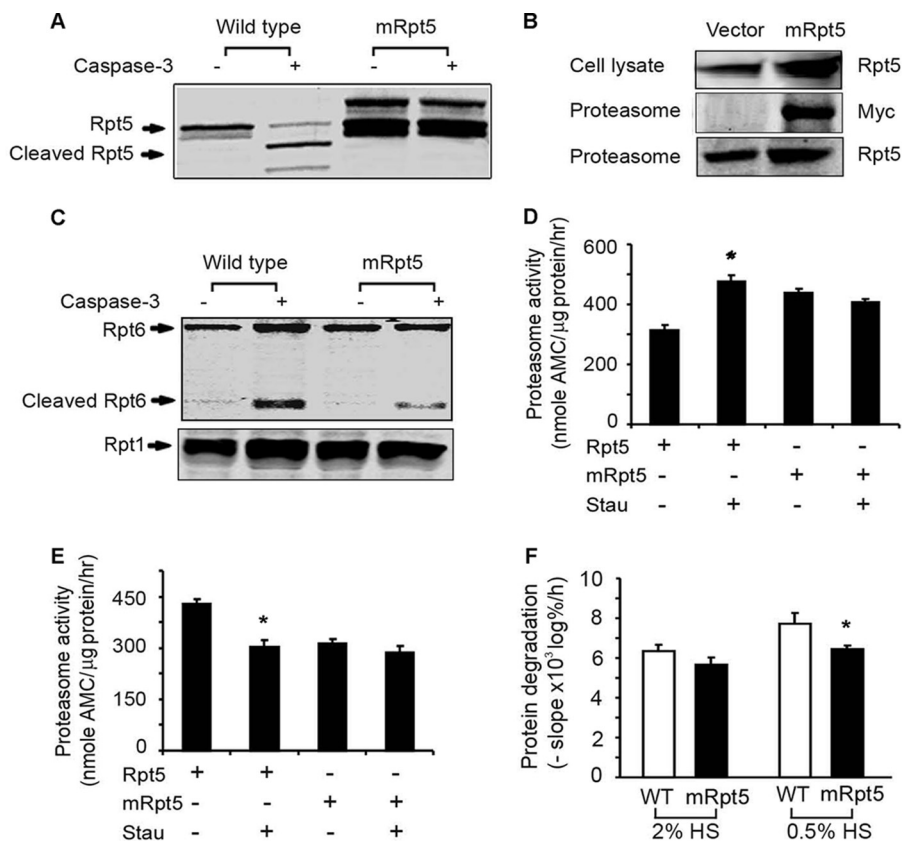 A
Wild type mRpt5
Caspase-3 - + - +
Rpt5
Cleaved Rpt5
B
Vector mRpt5
Cell lysate Rpt5
Proteasome Myc
Proteasome Rpt5
C
Wild type mRpt5
Caspase-3 - + - +
Rpt6
Cleaved Rpt6
Rpt1
D
Proteasome activity
(nmole AMC/µg protein/hr)
600
400
200
0
*
Rpt5 + + - -
mRpt5 - - + +
Stau - + - +
E
Proteasome activity
(nmole AMC/µg protein/hr)
450
300
150
0
*
Rpt5 + + - -
mRpt5 - - + +
Stau - + - +
F
Protein degradation
(- slope x10³log%/h)
10
8
6
4
2
0
*
WT mRpt5 WT mRpt5
2% HS 0.5% HS